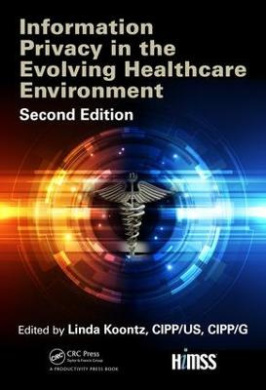 Information
Privacy in the
Evolving Healthcare
Environment
Second Edition
Edited by Linda Koontz, CIPP/US, CIPP/G
CRC Press
Taylor & Francis Group
A PRODUCTIVITY PRESS BOOK
HiMSS